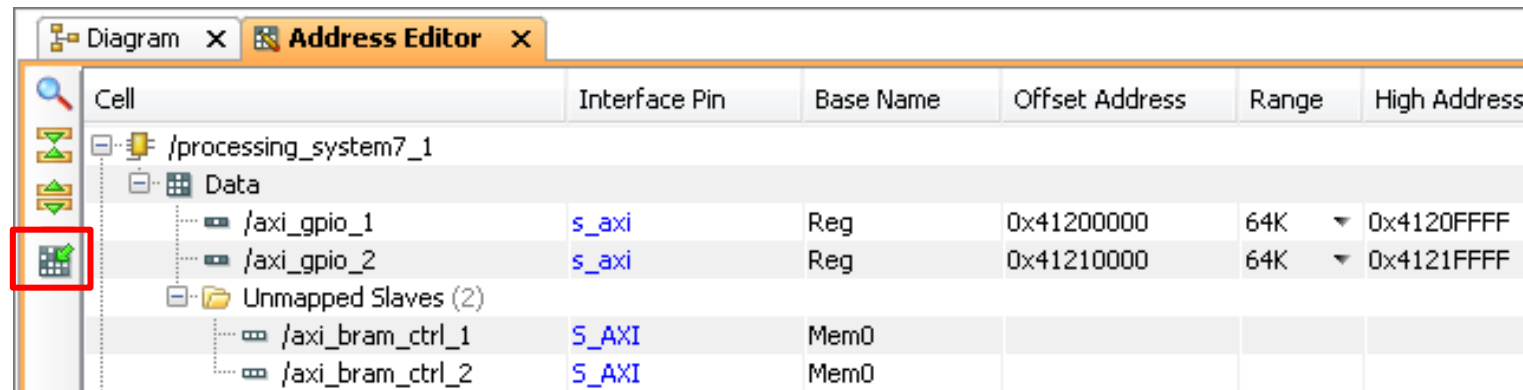 Diagram Address Editor
Cell Interface Pin Base Name Offset Address Range High Address
/processing_system7_1
Data
/axi_gpio_1 s_axi Reg 0x41200000 64K 0x4120FFFF
/axi_gpio_2 s_axi Reg 0x41210000 64K 0x4121FFFF
Unmapped Slaves (2)
/axi_bram_ctrl_1 S_AXI Mem0
/axi_bram_ctrl_2 S_AXI Mem0